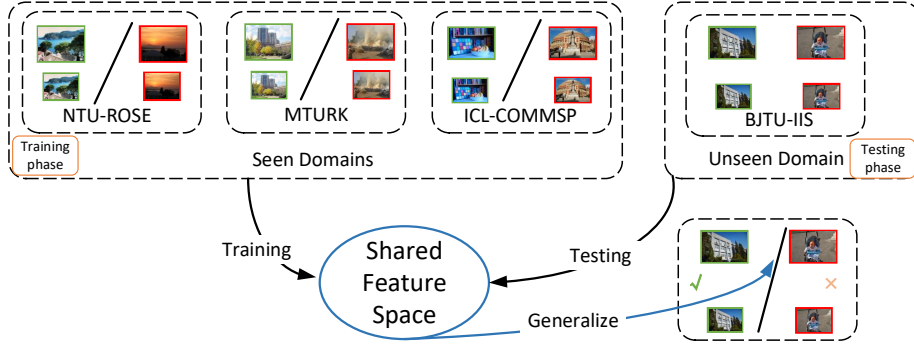 NTU-ROSE
MTURK
ICL-COMMSP
BJTU-IIS
Training
phase
Seen Domains
Unseen Domain
Testing
phase
Training
Shared
Feature
Space
Testing
Generalize